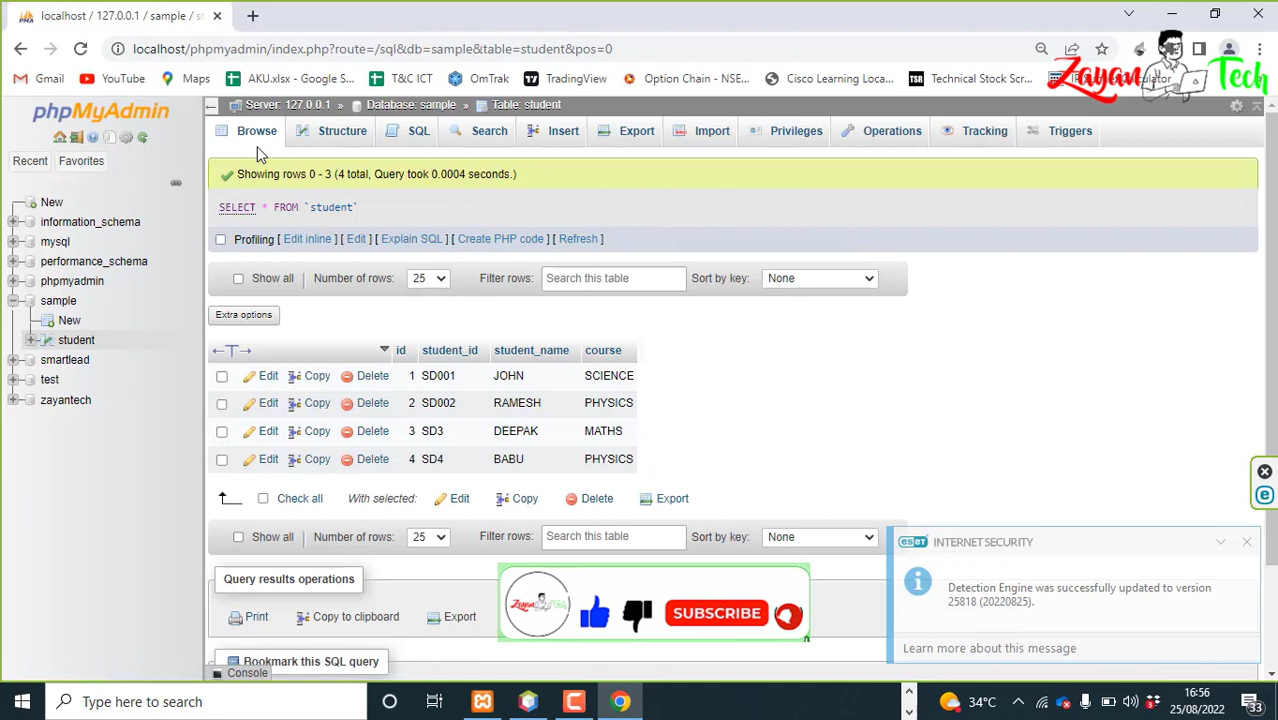 localhost / 127.0.0.1 / sample / st
localhost/phpmyadmin/index.php?route=/sql&db=sample&table=student&pos=0
Gmail YouTube Maps AKU.xlsx - Google S... T&C ICT OmTrak TradingView Option Chain - NSE... Cisco Learning Loca... TSR Technical Stock Scr...
Zayan Tech
phpMyAdmin
Server: 127.0.0.1 » Database: sample » Table: student
Browse Structure SQL Search Insert Export Import Privileges Operations Tracking Triggers
Recent Favorites
Showing rows 0 - 3 (4 total, Query took 0.0004 seconds.)
New
SELECT * FROM `student`
information_schema
mysql
Profiling [ Edit inline ] [ Edit ] [ Explain SQL ] [ Create PHP code ] [ Refresh ]
performance_schema
phpmyadmin
Show all Number of rows: 25 Filter rows: Search this table Sort by key: None
sample
New
Extra options
student
←T→ id student_id student_name course
smartlead
Edit Copy Delete 1 SD001 JOHN SCIENCE
test
zayantech
Edit Copy Delete 2 SD002 RAMESH PHYSICS
Edit Copy Delete 3 SD3 DEEPAK MATHS
Edit Copy Delete 4 SD4 BABU PHYSICS
Check all With selected: Edit Copy Delete Export
Show all Number of rows: 25 Filter rows: Search this table Sort by key: None
eset INTERNET SECURITY
Query results operations
Detection Engine was successfully updated to version
25818 (20220825).
Print Copy to clipboard Export
SUBSCRIBE
Learn more about this message
Bookmark this SQL query
Console
Type here to search
34°C
16:56
25/08/2022
33